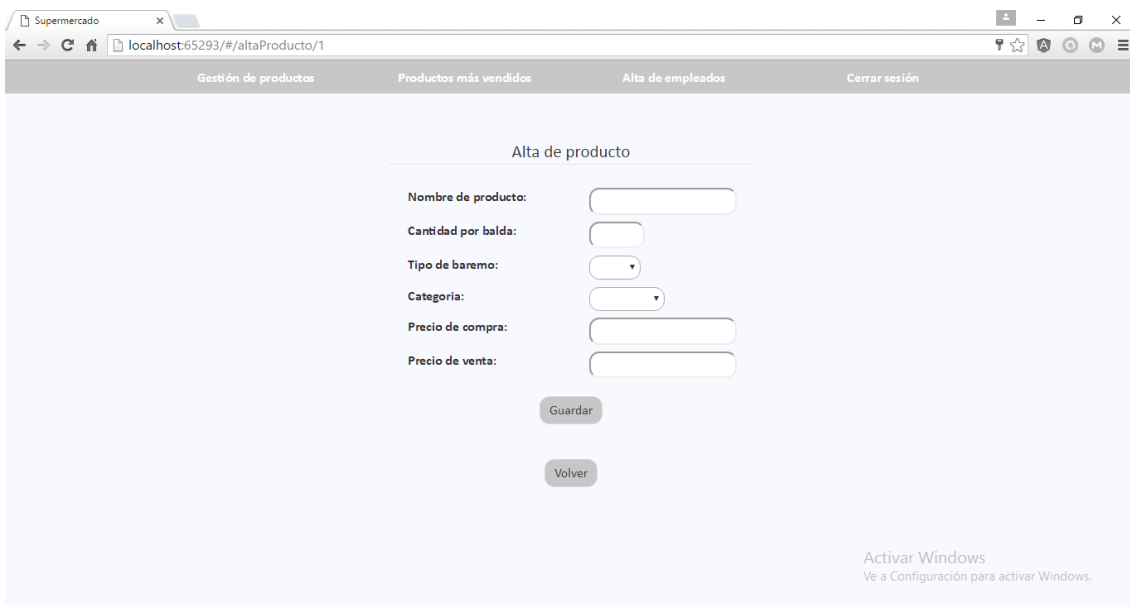 Supermercado
localhost:65293/#/altaProducto/1
Gestión de productos Productos más vendidos Alta de empleados Cerrar sesión
Alta de producto
Nombre de producto:
Cantidad por balda:
Tipo de baremo:
Categoria:
Precio de compra:
Precio de venta:
Guardar
Volver
Activar Windows
Ve a Configuración para activar Windows.